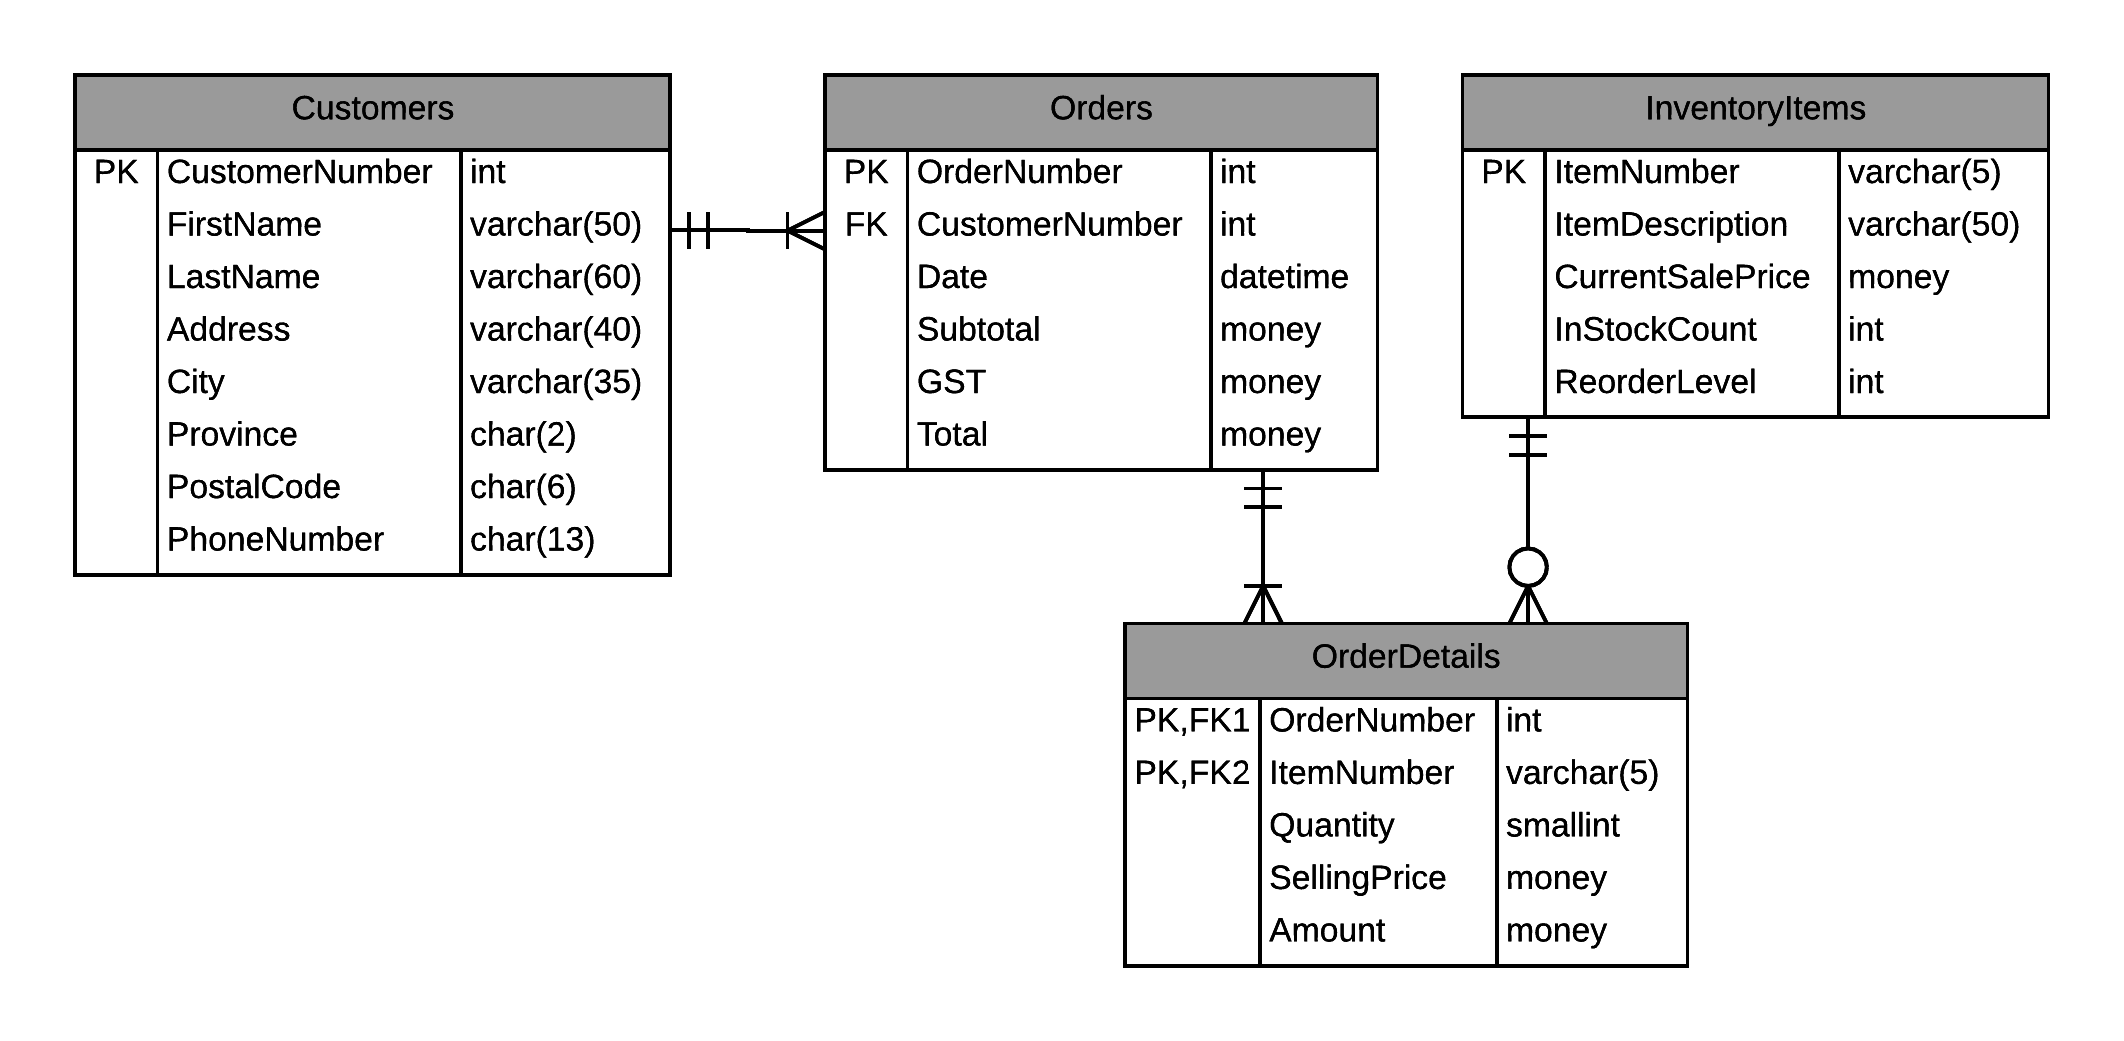 Customers
PK CustomerNumber int
FirstName varchar(50)
LastName varchar(60)
Address varchar(40)
City varchar(35)
Province char(2)
PostalCode char(6)
PhoneNumber char(13)
Orders
PK OrderNumber int
FK CustomerNumber int
Date datetime
Subtotal money
GST money
Total money
InventoryItems
PK ItemNumber varchar(5)
ItemDescription varchar(50)
CurrentSalePrice money
InStockCount int
ReorderLevel int
OrderDetails
PK,FK1 OrderNumber int
PK,FK2 ItemNumber varchar(5)
Quantity smallint
SellingPrice money
Amount money